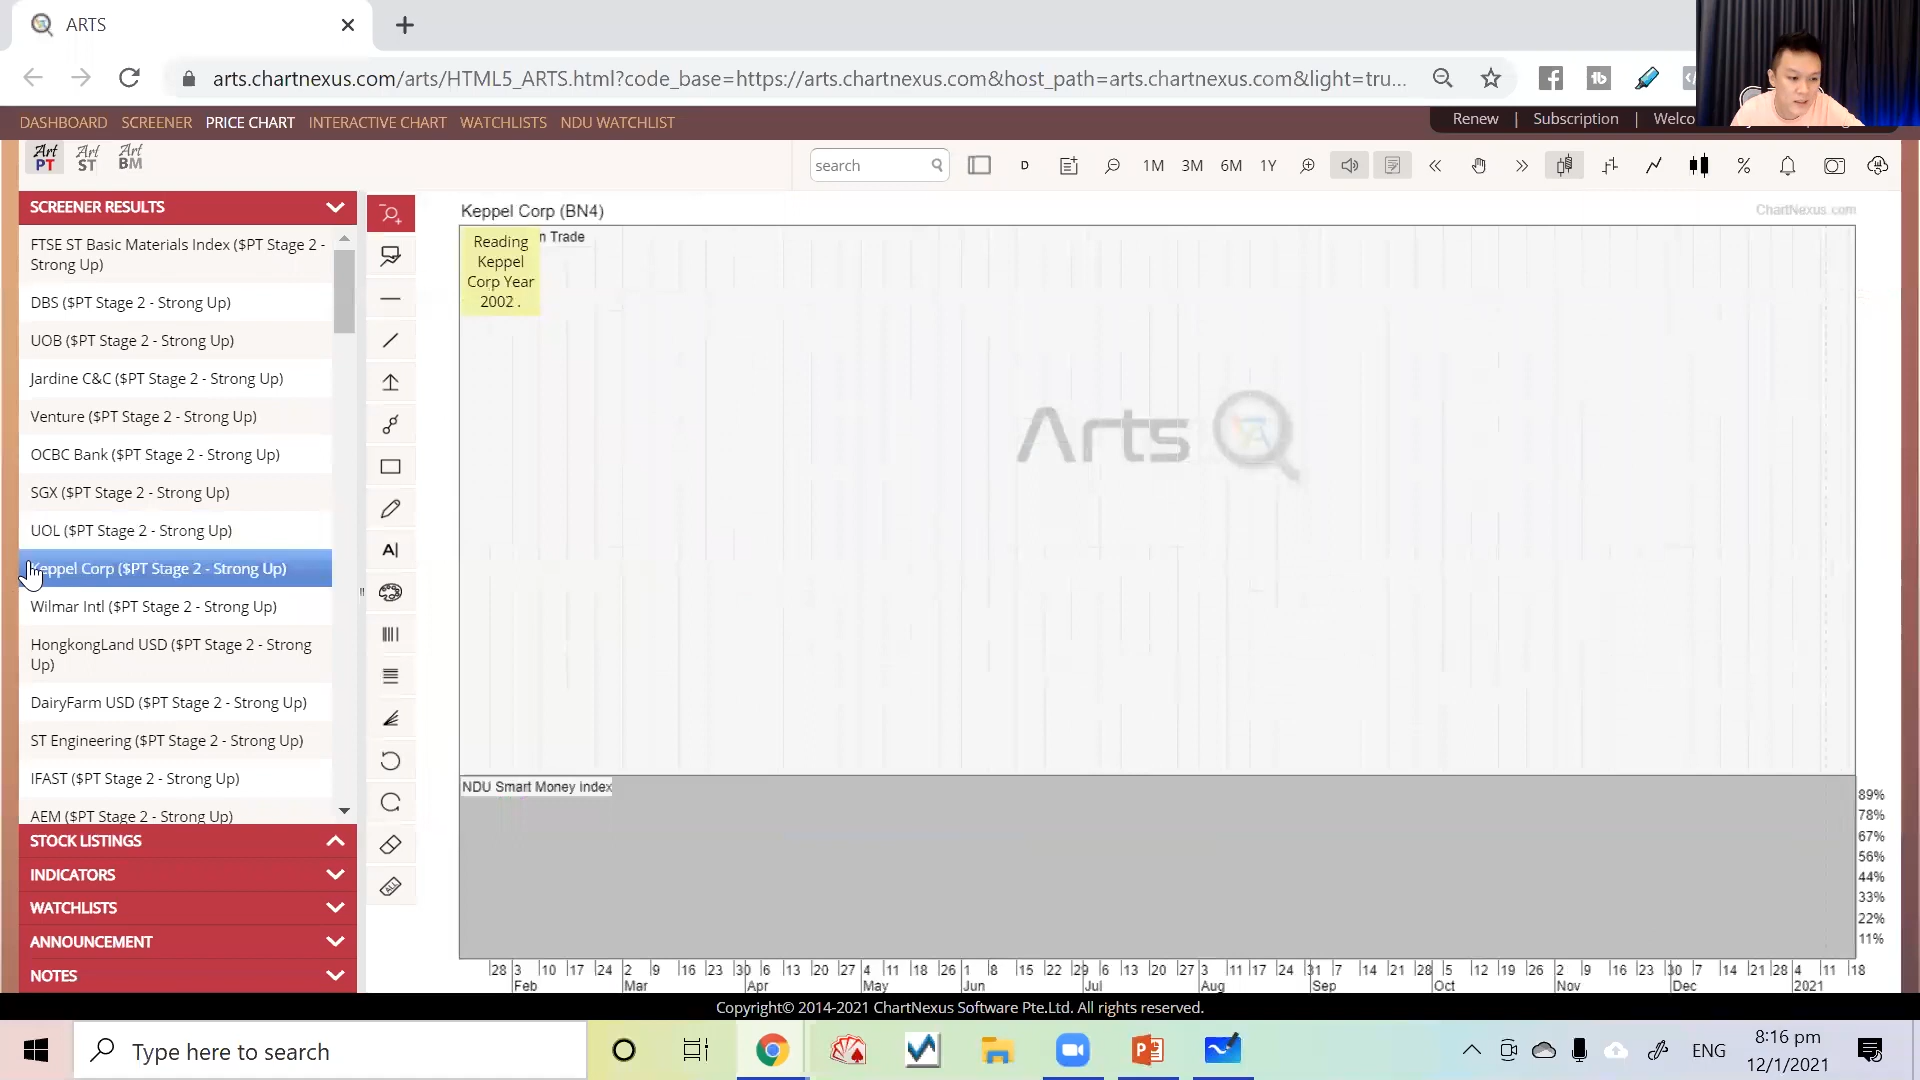 ARTS
arts.chartnexus.com/arts/HTML5_ARTS.html?code_base=https://arts.chartnexus.com&host_path=arts.chartnexus.com&light=tru...
DASHBOARD SCREENER PRICE CHART INTERACTIVE CHART WATCHLISTS NDU WATCHLIST
Renew | Subscription | Welco
Art PT Art ST Art BM
search D 1M 3M 6M 1Y %
SCREENER RESULTS
FTSE ST Basic Materials Index ($PT Stage 2 -
Strong Up)
DBS ($PT Stage 2 - Strong Up)
UOB ($PT Stage 2 - Strong Up)
Jardine C&C ($PT Stage 2 - Strong Up)
Venture ($PT Stage 2 - Strong Up)
OCBC Bank ($PT Stage 2 - Strong Up)
SGX ($PT Stage 2 - Strong Up)
UOL ($PT Stage 2 - Strong Up)
Keppel Corp ($PT Stage 2 - Strong Up)
Wilmar Intl ($PT Stage 2 - Strong Up)
HongkongLand USD ($PT Stage 2 - Strong
Up)
DairyFarm USD ($PT Stage 2 - Strong Up)
ST Engineering ($PT Stage 2 - Strong Up)
IFAST ($PT Stage 2 - Strong Up)
AEM ($PT Stage 2 - Strong Up)
STOCK LISTINGS
INDICATORS
WATCHLISTS
ANNOUNCEMENT
NOTES
A|
ALL
Keppel Corp (BN4)
ChartNexus.com
n Trade
Reading
Keppel
Corp Year
2002 .
Arts
NDU Smart Money Index
89%
78%
67%
56%
44%
33%
22%
11%
28 3 10 17 24 2 9 16 23 30 6 13 20 27 4 11 18 26 1 8 15 22 29 6 13 20 27 3 11 17 24 31 7 14 21 28 5 12 19 26 2 9 16 23 30 7 14 21 28 4 11 18
Feb Mar Apr May Jun Jul Aug Sep Oct Nov Dec 2021
Copyright© 2014-2021 ChartNexus Software Pte.Ltd. All rights reserved.
Type here to search
ENG
8:16 pm
12/1/2021